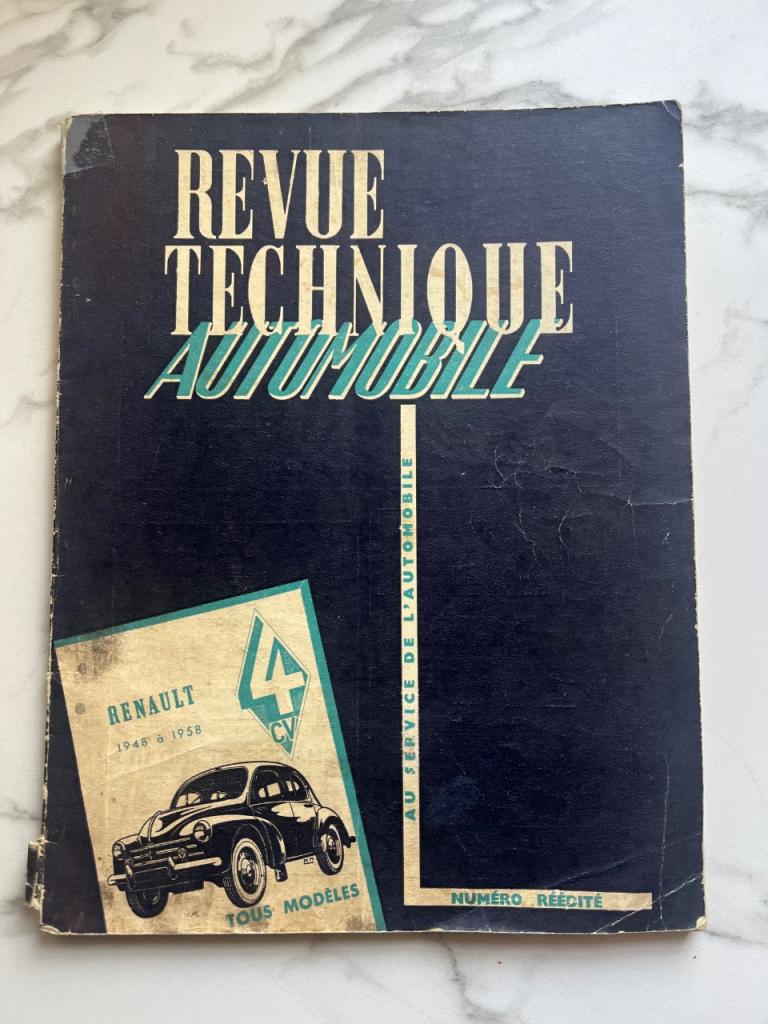 REVUE
TECHNIQUE
AUTOMOBILE
AU SERVICE DE L'AUTOMOBILE
4
CV
RENAULT
1948 à 1958
TOUS MODÈLES
NUMÉRO RÉÉDITÉ